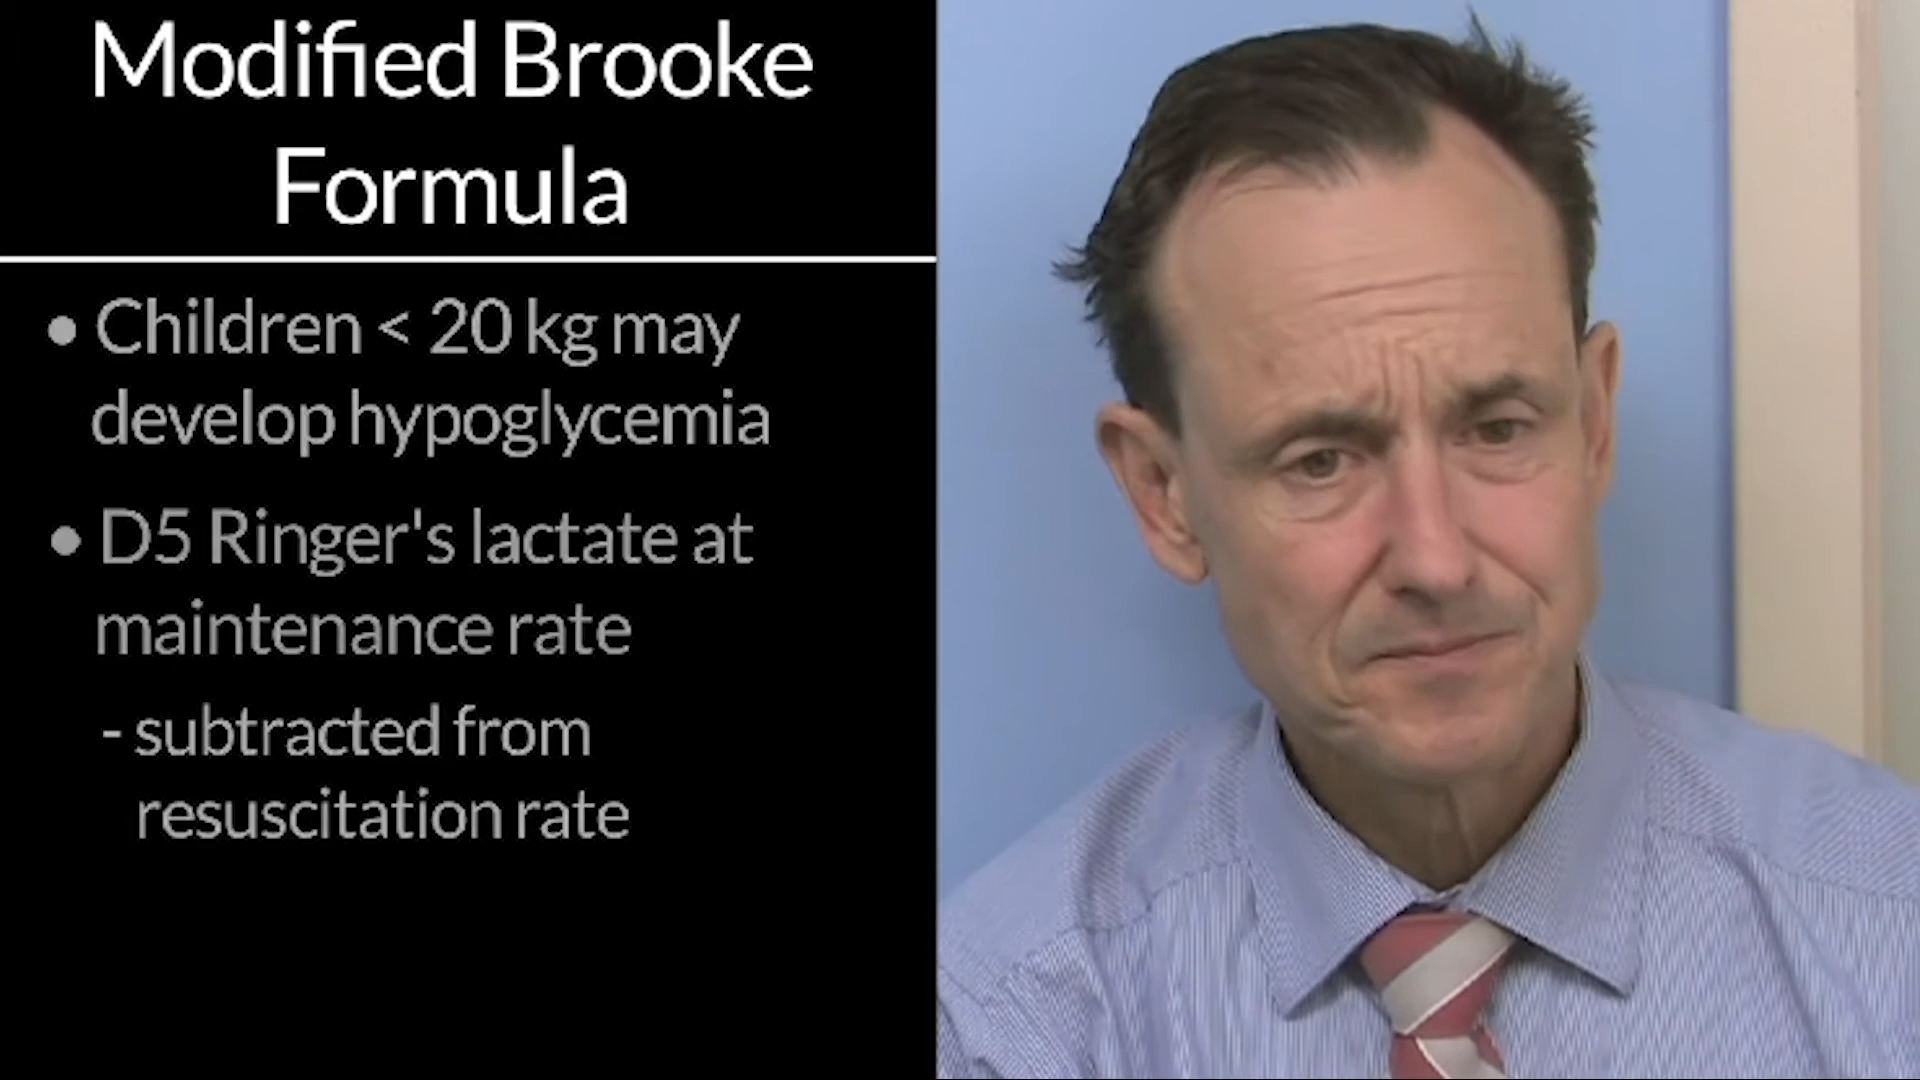 Modified Brooke
Formula
• Children < 20 kg may
develop hypoglycemia
• D5 Ringer's lactate at
maintenance rate
- subtracted from
resuscitation rate